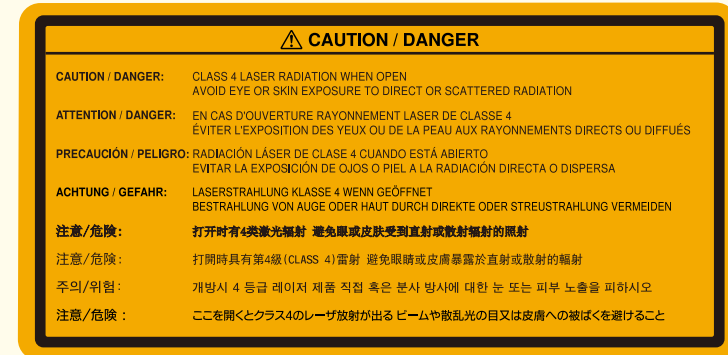 ⚠ CAUTION / DANGER
CAUTION / DANGER: CLASS 4 LASER RADIATION WHEN OPEN
AVOID EYE OR SKIN EXPOSURE TO DIRECT OR SCATTERED RADIATION
ATTENTION / DANGER: EN CAS D'OUVERTURE RAYONNEMENT LASER DE CLASSE 4
ÉVITER L'EXPOSITION DES YEUX OU DE LA PEAU AUX RAYONNEMENTS DIRECTS OU DIFFUÉS
PRECAUCIÓN / PELIGRO: RADIACIÓN LÁSER DE CLASE 4 CUANDO ESTÁ ABIERTO
EVITAR LA EXPOSICIÓN DE OJOS O PIEL A LA RADIACIÓN DIRECTA O DISPERSA
ACHTUNG / GEFAHR: LASERSTRAHLUNG KLASSE 4 WENN GEÖFFNET
BESTRAHLUNG VON AUGE ODER HAUT DURCH DIREKTE ODER STREUSTRAHLUNG VERMEIDEN
注意/危险: 打开时有4类激光辐射 避免眼或皮肤受到直射或散射辐射的照射
注意/危険: 打開時具有第4級(CLASS 4)雷射 避免眼睛或皮膚暴露於直射或散射的輻射
주의/위험: 개방시 4 등급 레이저 제품 직접 혹은 분사 방사에 대한 눈 또는 피부 노출을 피하시오
注意/危険: ここを開くとクラス4のレーザ放射が出る ビームや散乱光の目又は皮膚への被ばくを避けること